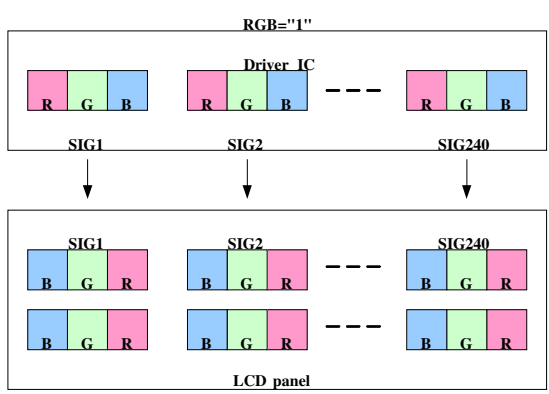 RGB="1"
Driver IC
R G B R G B R G B
SIG1 SIG2 SIG240
SIG1 SIG2 SIG240
B G R B G R B G R
B G R B G R B G R
LCD panel